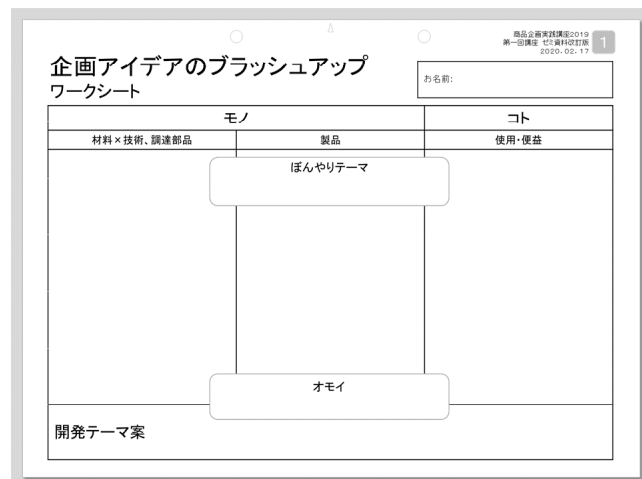 商品企画実践講座2019
第一回講座 ゼミ資料改訂版
2020.02.17
1
企画アイデアのブラッシュアップ
ワークシート
お名前:
モノ
コト
材料×技術、調達部品
製品
使用・便益
ぼんやりテーマ
オモイ
開発テーマ案